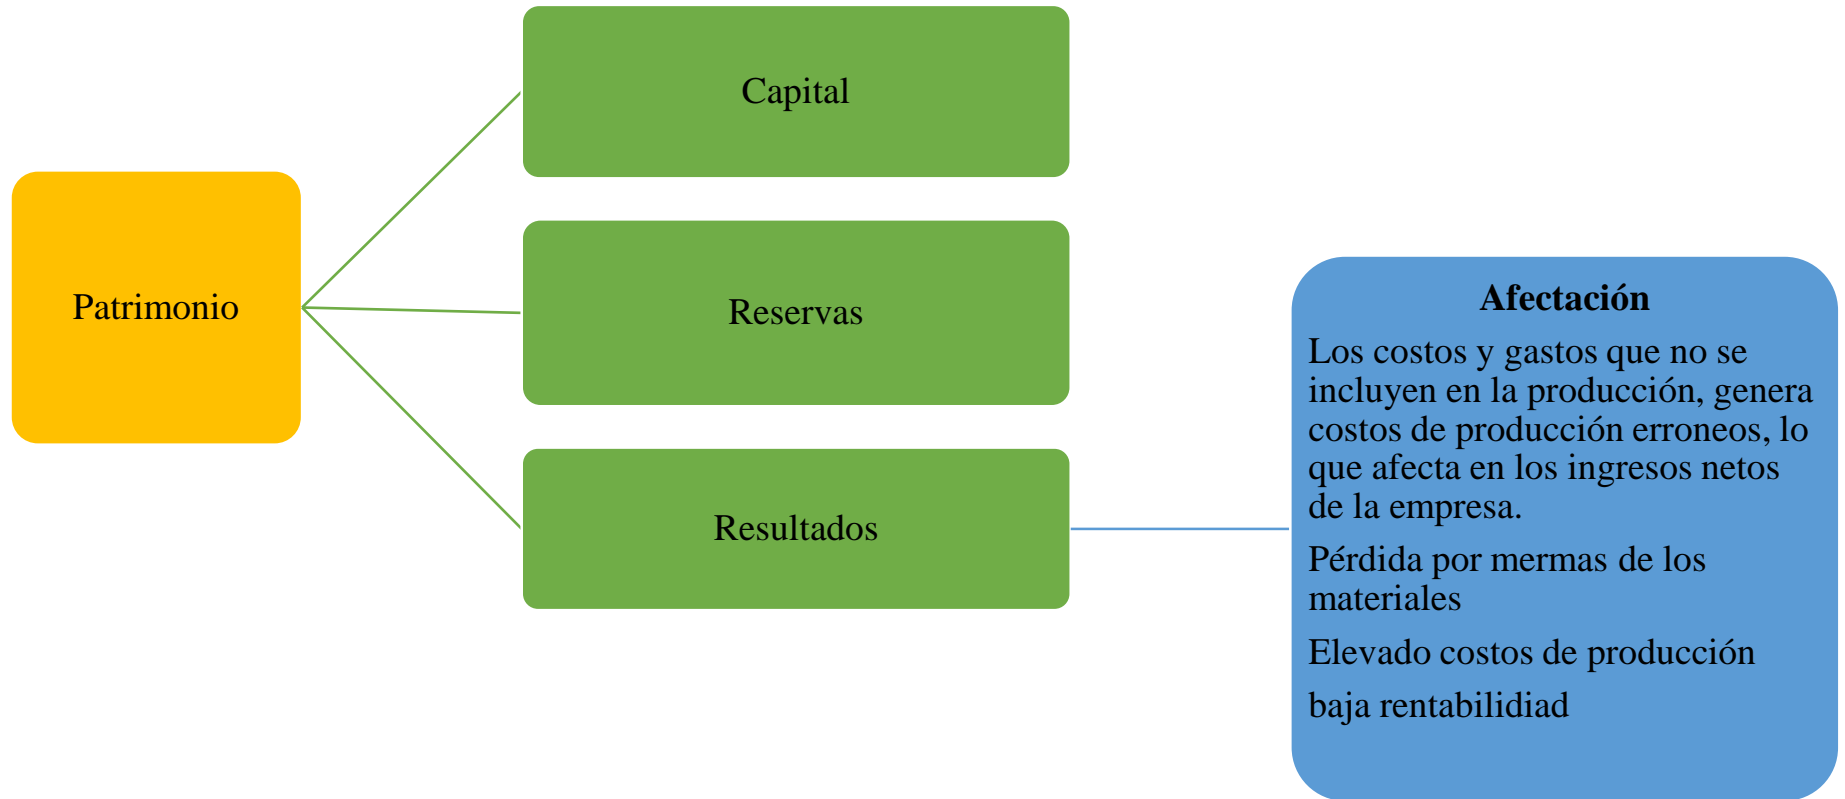 Patrimonio
Capital
Reservas
Resultados
Afectación
Los costos y gastos que no se
incluyen en la producción, genera
costos de producción erroneos, lo
que afecta en los ingresos netos
de la empresa.
Pérdida por mermas de los
materiales
Elevado costos de producción
baja rentabilidiad